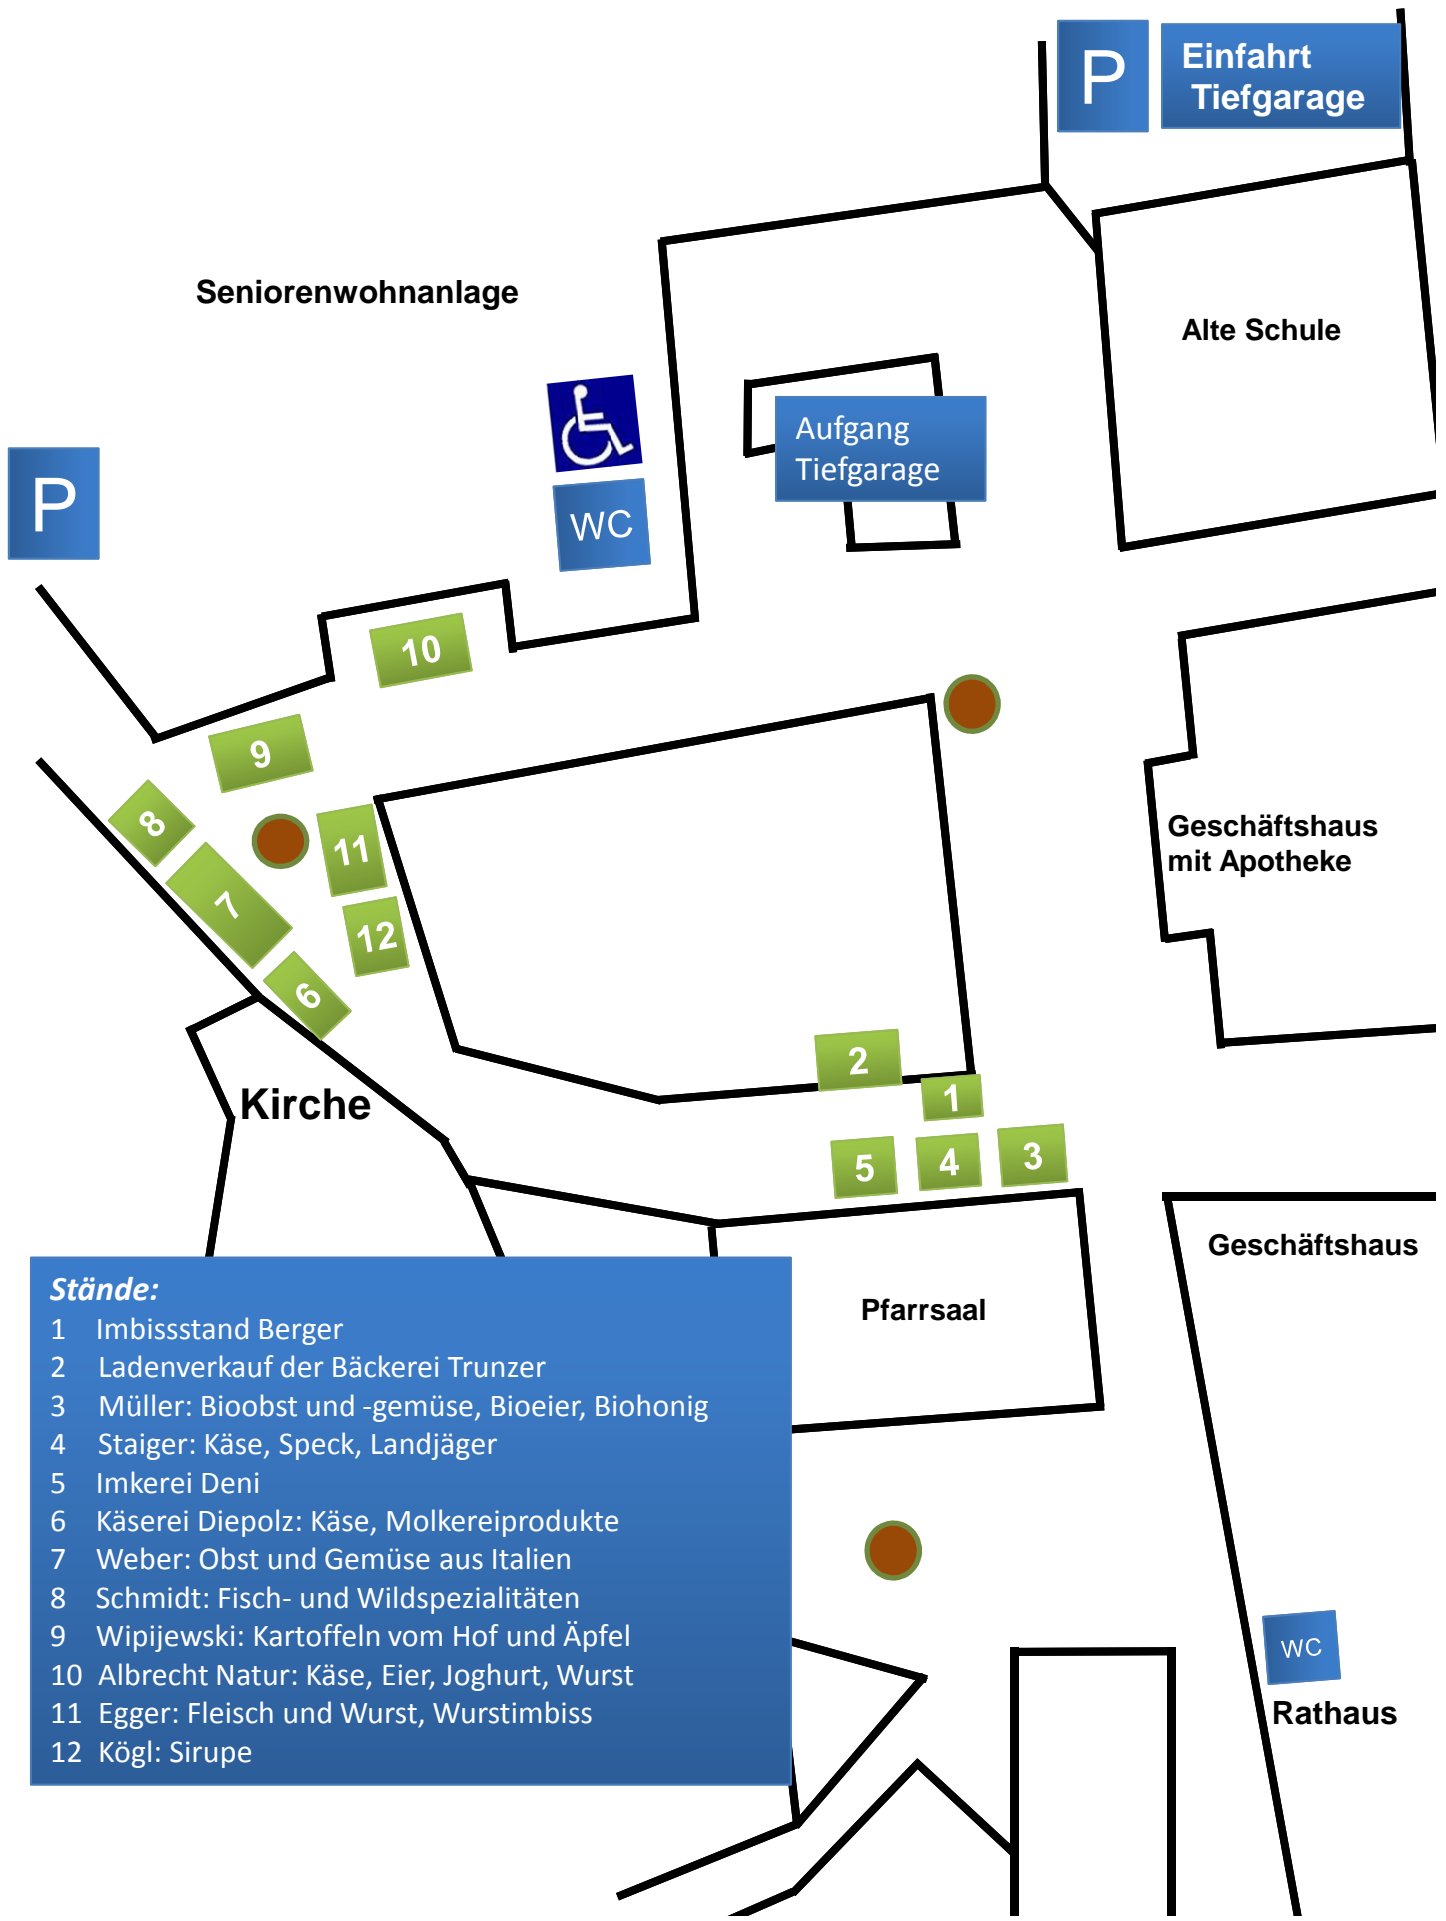 P
Einfahrt
Tiefgarage
Seniorenwohnanlage
Alte Schule
Aufgang
Tiefgarage
P
WC
10
9
8
11
7
12
6
Geschäftshaus
mit Apotheke
2
1
Kirche
5
4
3
Geschäftshaus
Pfarrsaal
Stände:
1 Imbissstand Berger
2 Ladenverkauf der Bäckerei Trunzer
3 Müller: Bioobst und -gemüse, Bioeier, Biohonig
4 Staiger: Käse, Speck, Landjäger
5 Imkerei Deni
6 Käserei Diepolz: Käse, Molkereiprodukte
7 Weber: Obst und Gemüse aus Italien
8 Schmidt: Fisch- und Wildspezialitäten
9 Wipijewski: Kartoffeln vom Hof und Äpfel
10 Albrecht Natur: Käse, Eier, Joghurt, Wurst
11 Egger: Fleisch und Wurst, Wurstimbiss
12 Kögl: Sirupe
WC
Rathaus